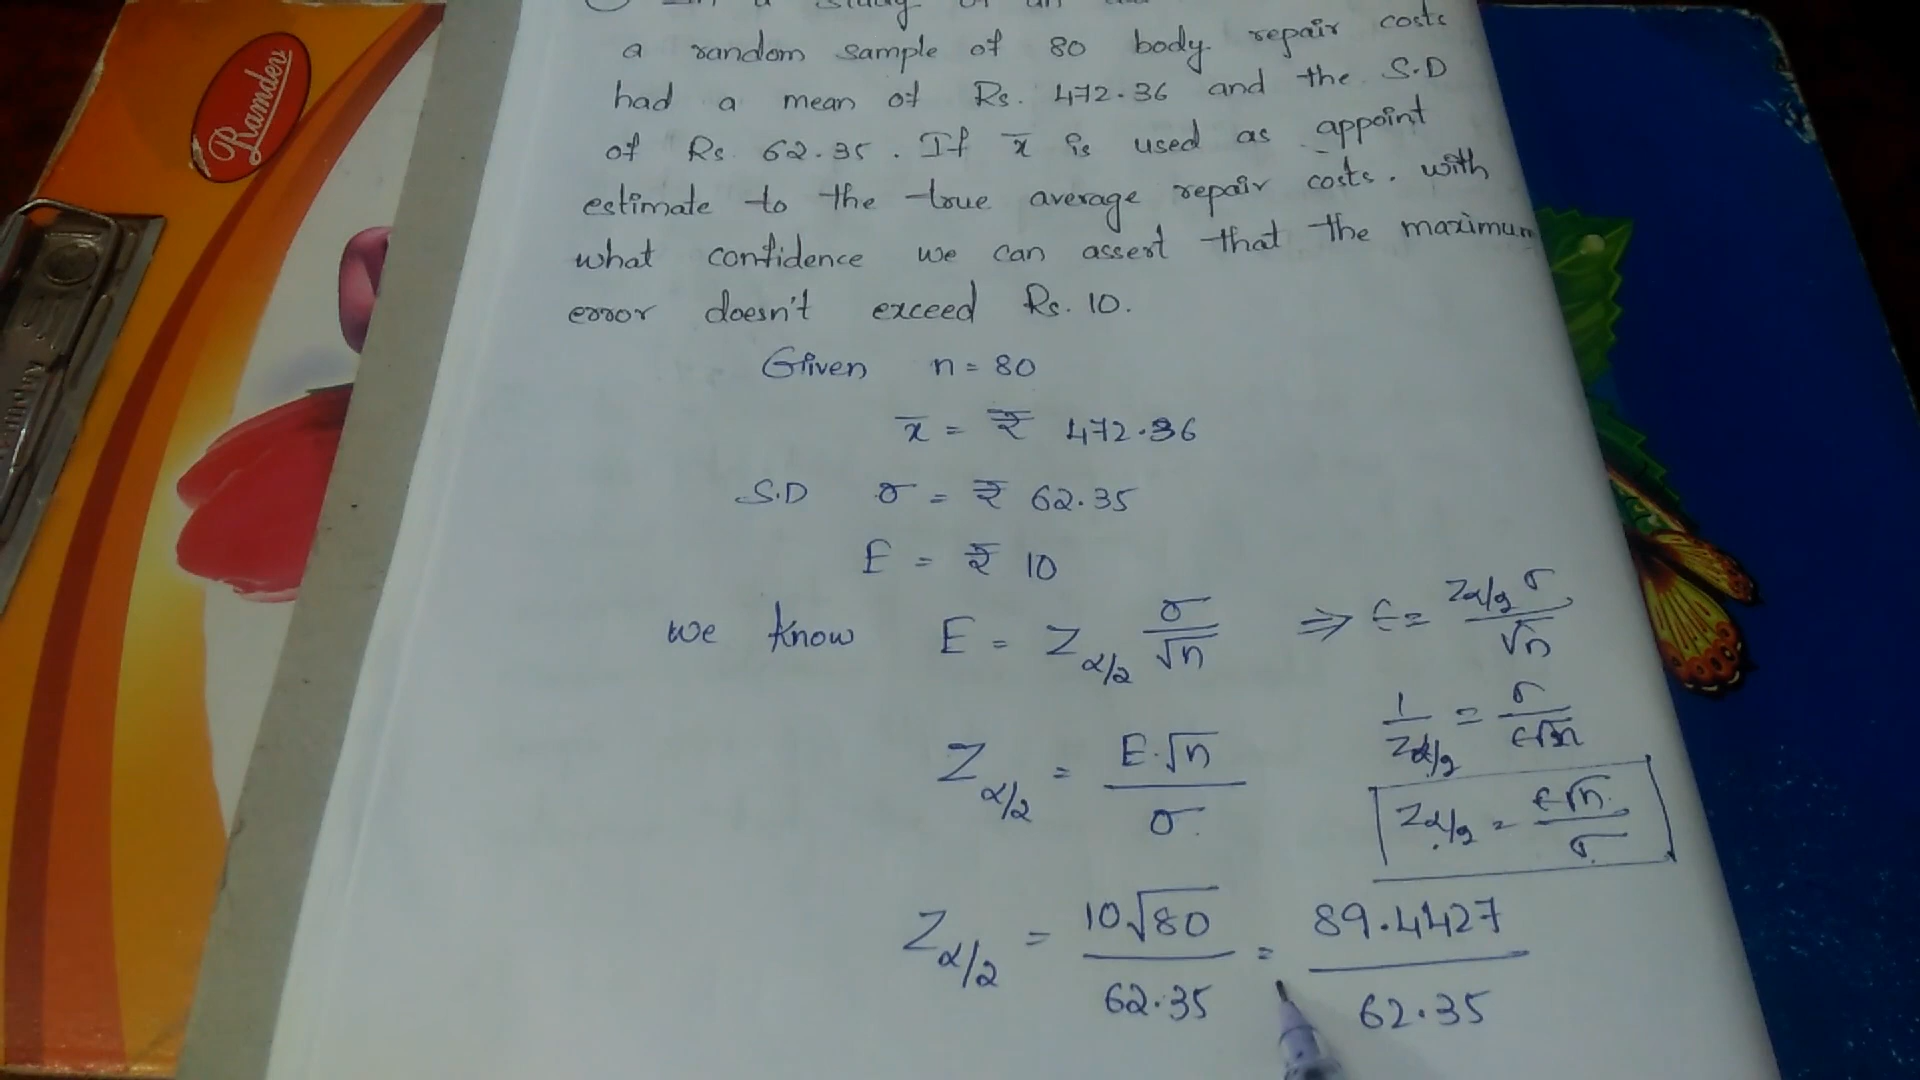 a random sample of 80 body repair costs
had a mean of Rs. 472.36 and the S.D
of Rs. 62.35. If x̄ is used as appoint
estimate to the true average repair costs. with
what confidence we can assert that the maximum
error doesn't exceed Rs. 10.
Given n = 80
x̄ = ₹ 472.36
S.D σ = ₹ 62.35
E = ₹ 10
we know E = Z α/2 σ/√n ⇒ E = Zα/2 σ/√n
1/Zα/2 = σ/E√n
Z α/2 = E.√n/σ.
Zα/2 = E√n/σ
Z α/2 = 10√80/62.35 = 89.4427/62.35
Ramdev